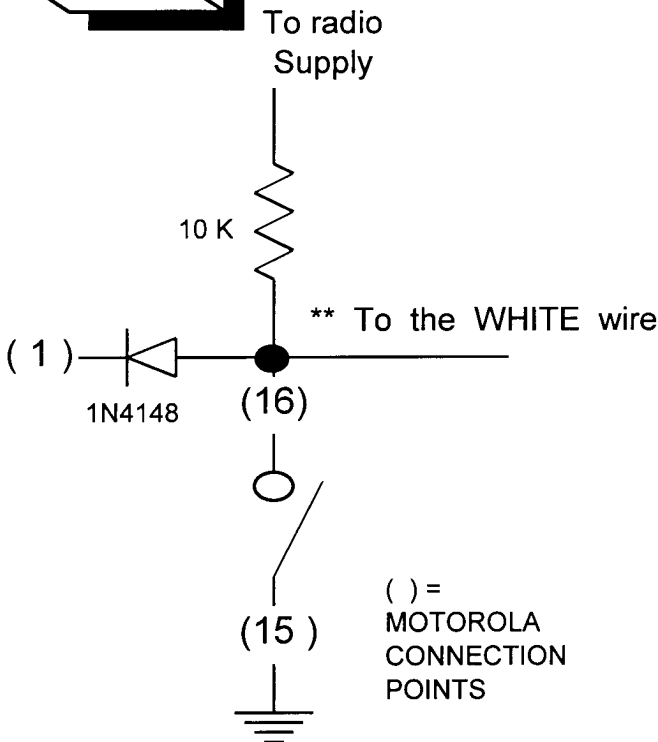 To radio
Supply
10 K
** To the WHITE wire
( 1 )
1N4148
(16)
(15 )
( ) =
MOTOROLA
CONNECTION
POINTS